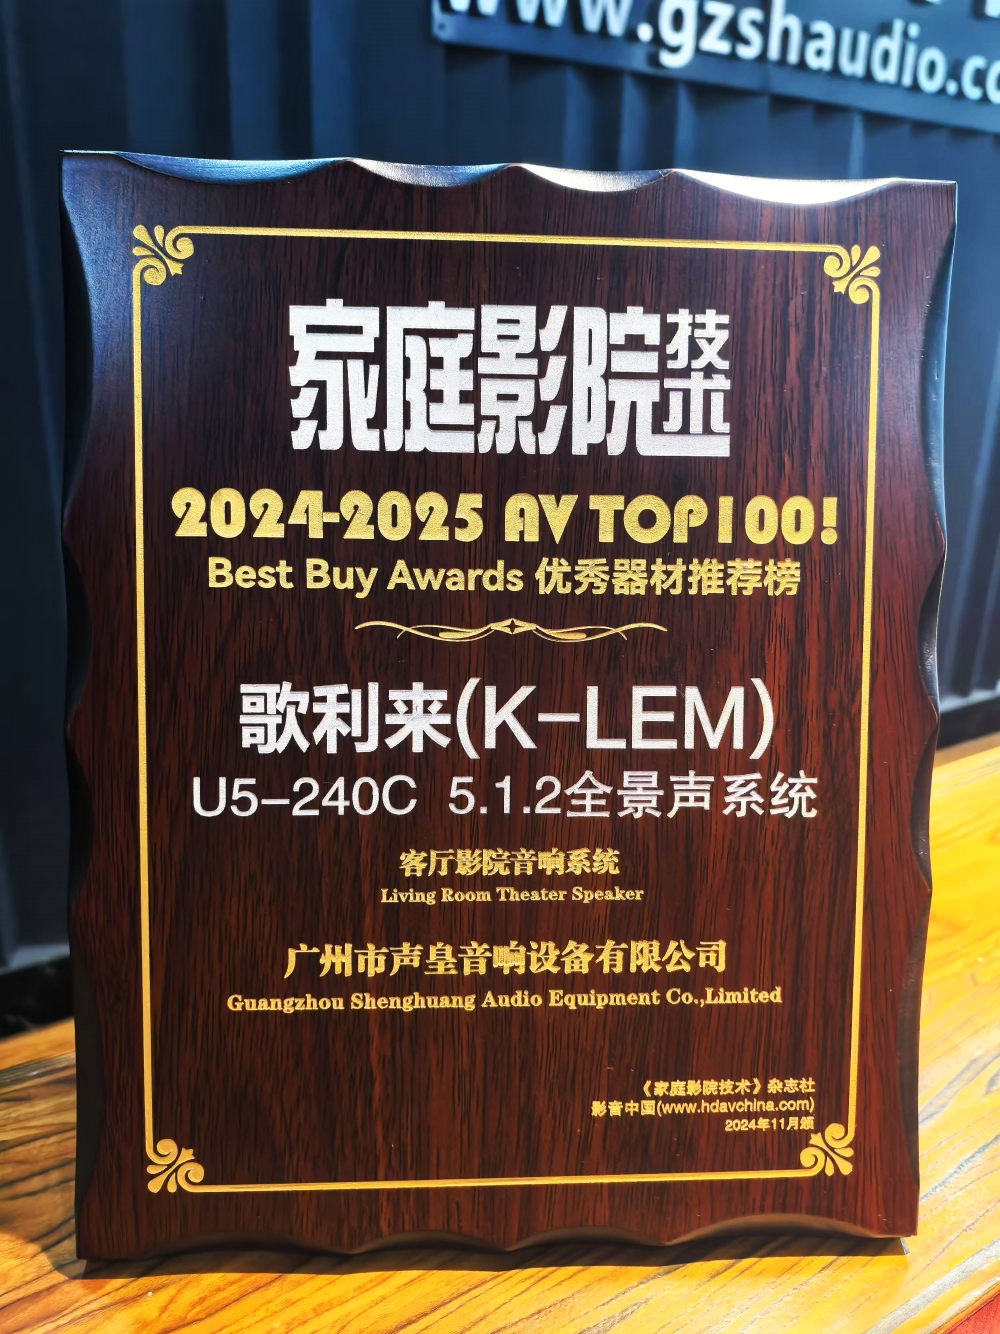 www.gzshaudio.co
家庭影院技术
2024-2025 AV TOP100!
Best Buy Awards 优秀器材推荐榜
歌利来(K-LEM)
U5-240C 5.1.2全景声系统
客厅影院音响系统
Living Room Theater Speaker
广州市声皇音响设备有限公司
Guangzhou Shenghuang Audio Equipment Co.,Limited
《家庭影院技术》杂志社
影音中国(www.hdavchina.com)
2024年11月颁